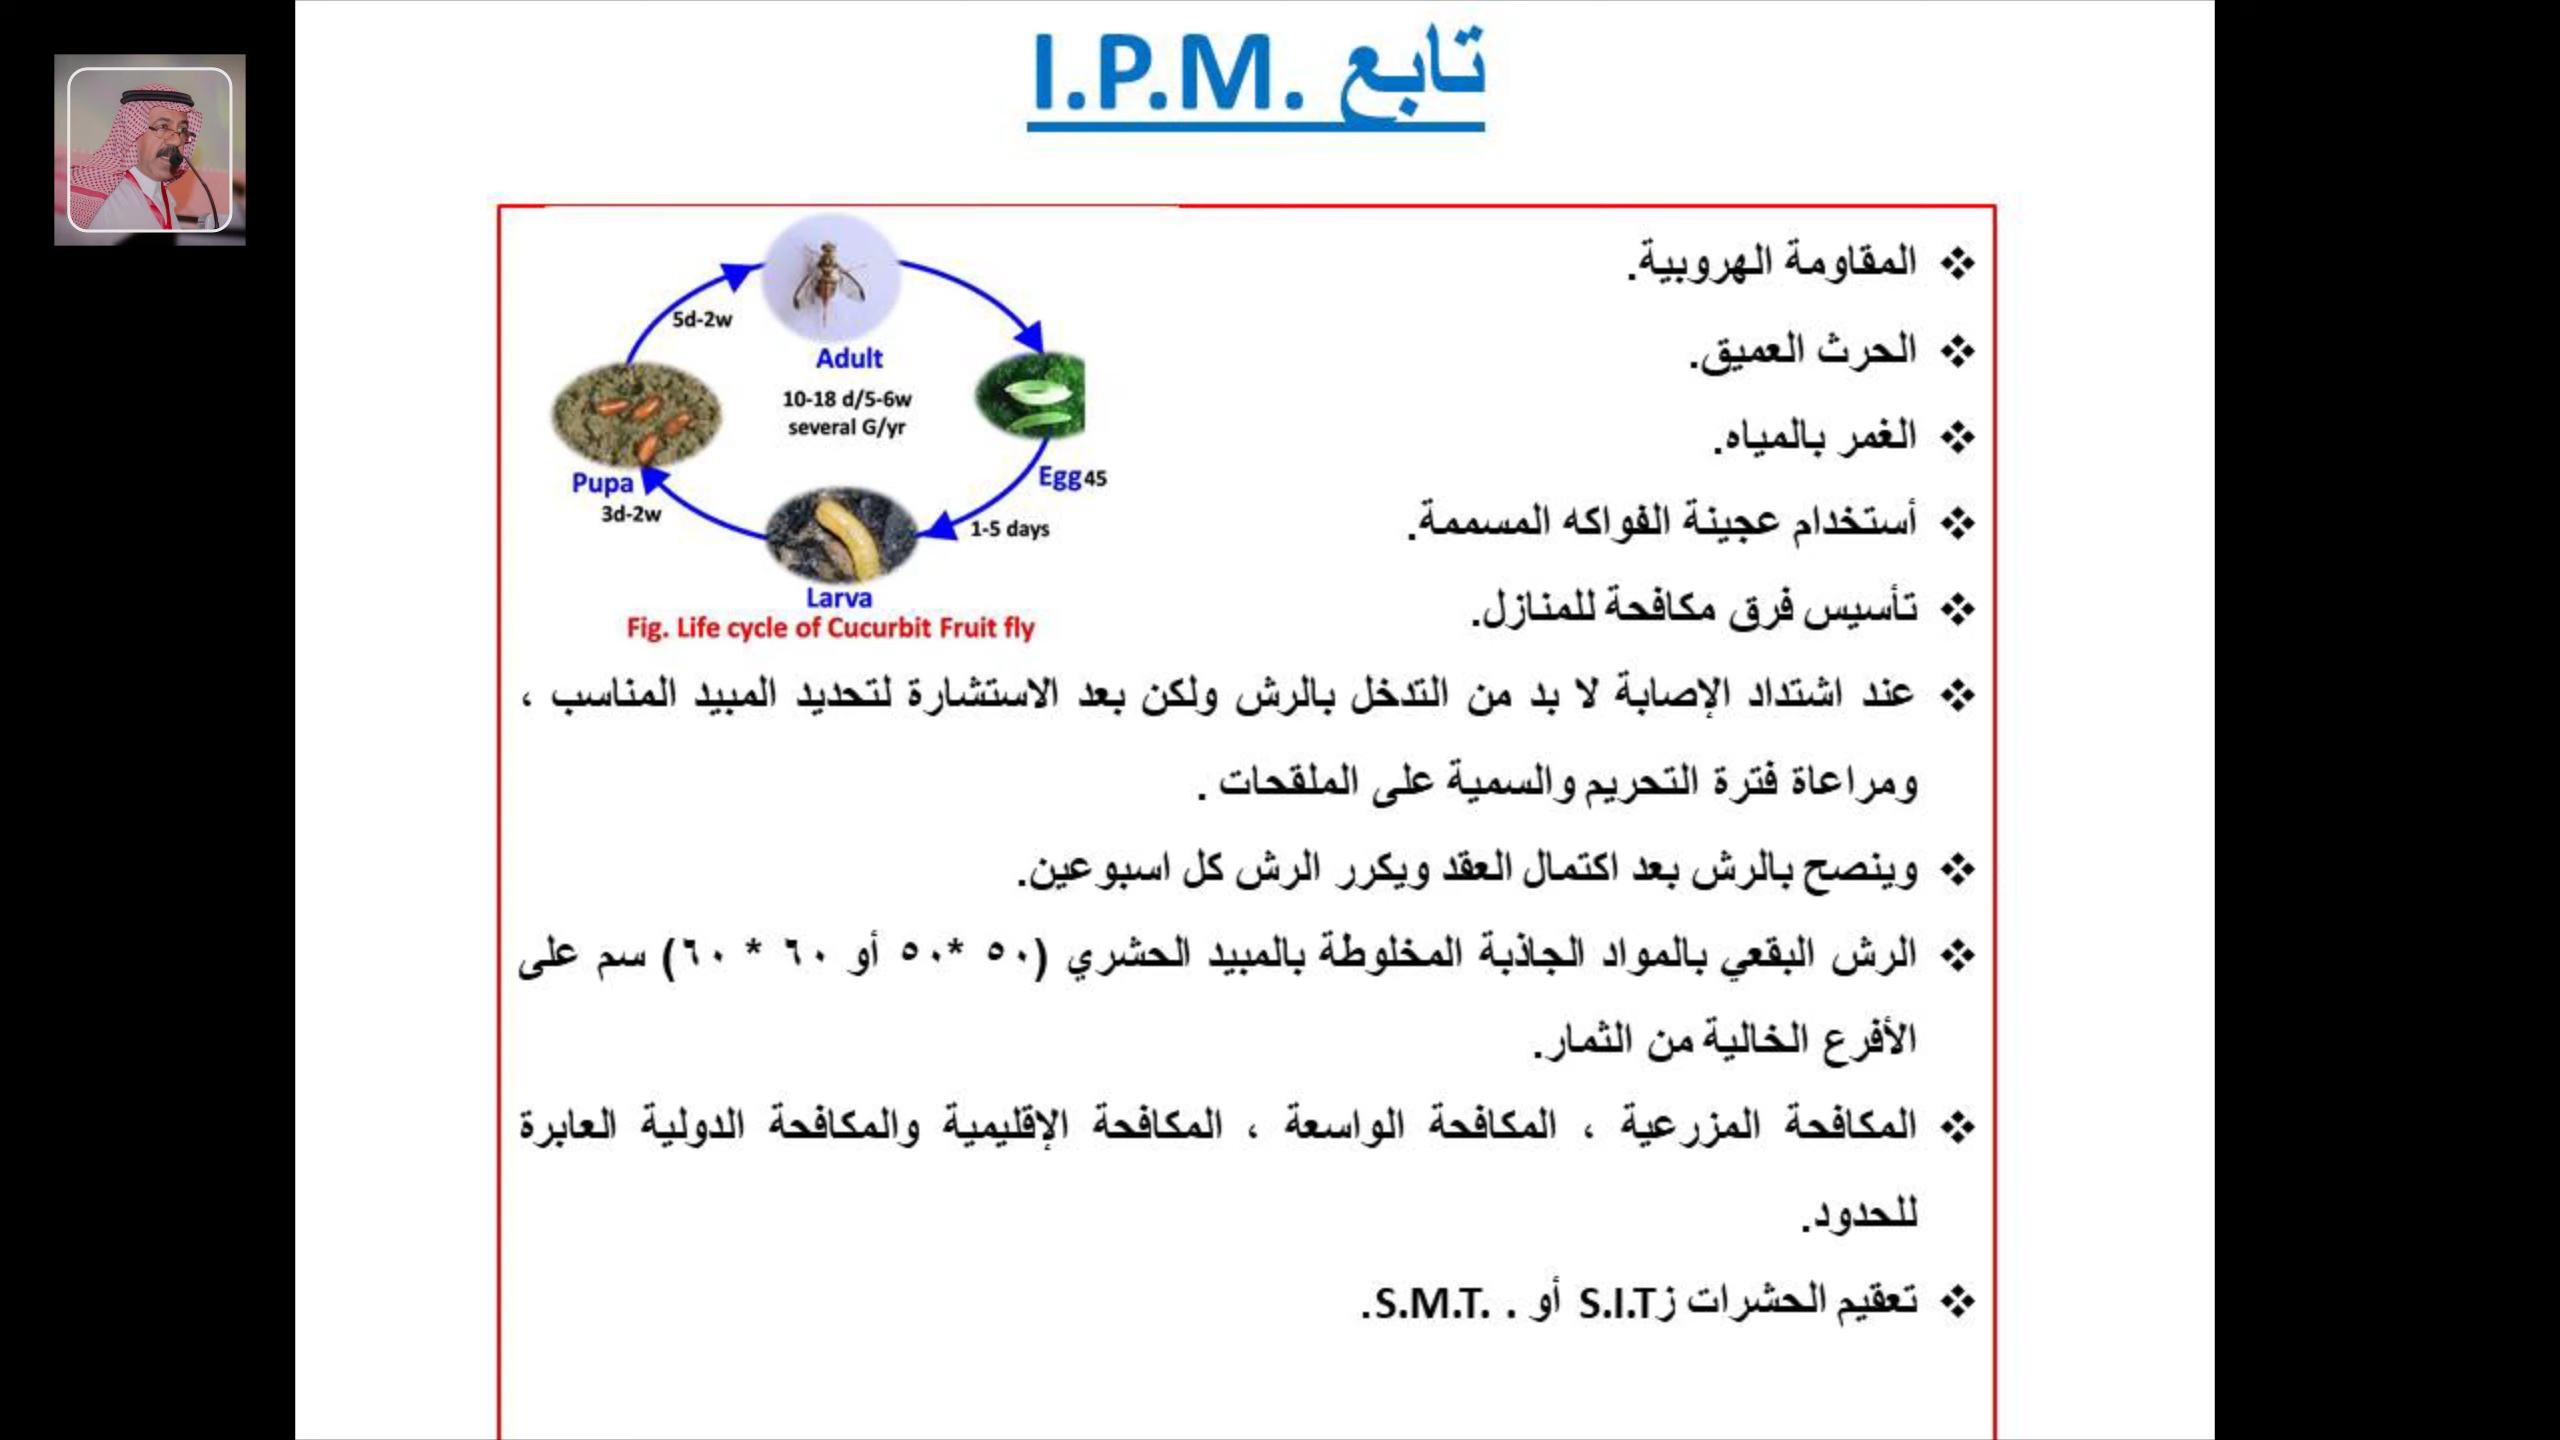 تابع I.P.M.
❖ المقاومة الهروبية.
❖ الحرث العميق.
❖ الغمر بالمياه.
❖ أستخدام عجينة الفواكه المسممة.
❖ تأسيس فرق مكافحة للمنازل.
❖ عند اشتداد الإصابة لا بد من التدخل بالرش ولكن بعد الاستشارة لتحديد المبيد المناسب ،
ومراعاة فترة التحريم والسمية على الملقحات .
❖ وينصح بالرش بعد اكتمال العقد ويكرر الرش كل اسبوعين.
❖ الرش البقعي بالمواد الجاذبة المخلوطة بالمبيد الحشري (٥٠ *٥٠ أو ٦٠ * ٦٠) سم على
الأفرع الخالية من الثمار.
❖ المكافحة المزرعية ، المكافحة الواسعة ، المكافحة الإقليمية والمكافحة الدولية العابرة
للحدود.
❖ تعقيم الحشرات زS.I.T أو . S.M.T..
5d-2w
Adult
10-18 d/5-6w
several G/yr
Egg 45
Pupa
3d-2w
1-5 days
Larva
Fig. Life cycle of Cucurbit Fruit fly